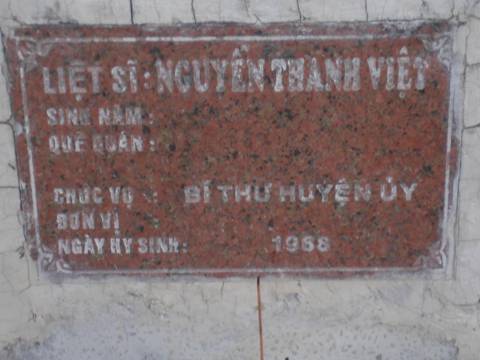 LIỆT SĨ: NGUYỄN THANH VIỆT
SINH NĂM:
QUÊ QUÁN:
CHỨC VỤ : BÍ THƯ HUYỆN ỦY
ĐƠN VỊ :
NGÀY HY SINH: 1968